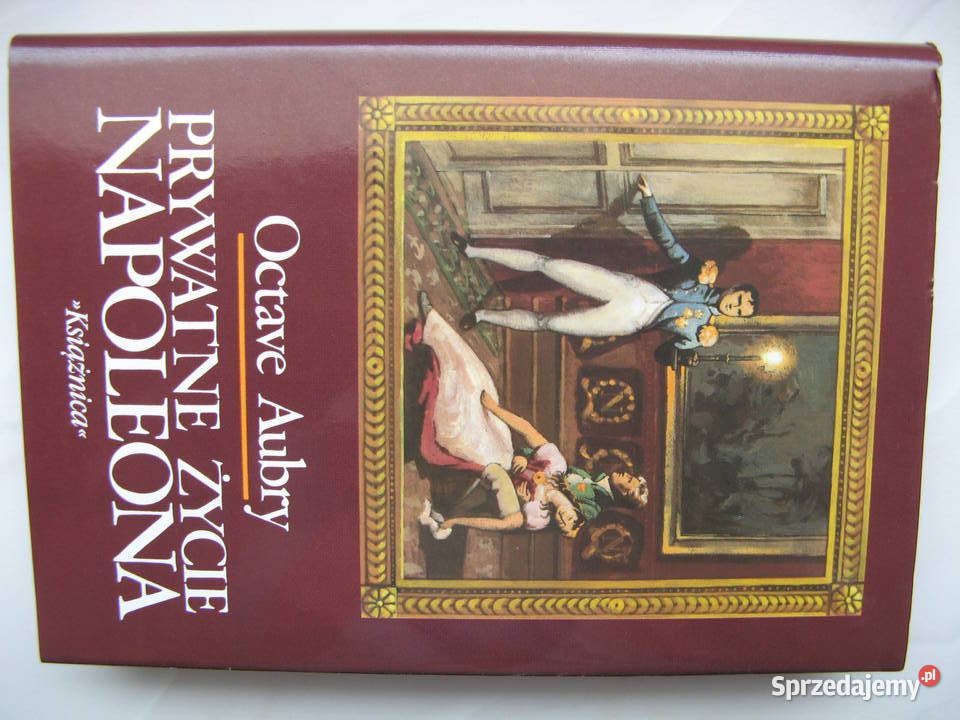 Octave Aubry
PRYWATNE ŻYCIE
NAPOLEONA
»Książnica«
Sprzedajemy.pl